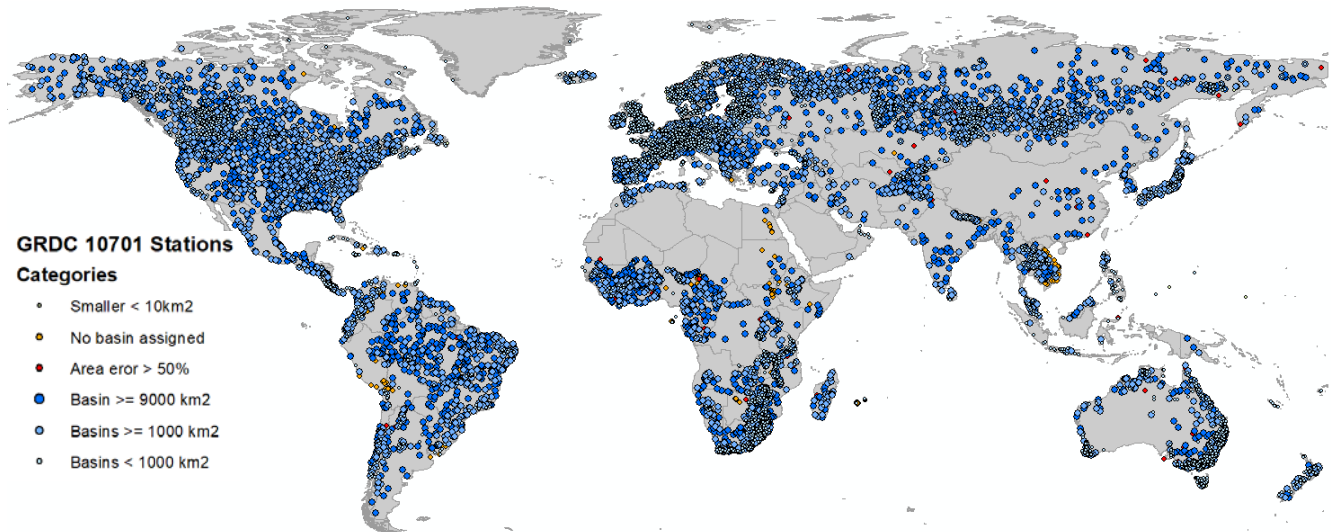 GRDC 10701 Stations
Categories
Smaller < 10km2
No basin assigned
Area eror > 50%
Basin >= 9000 km2
Basins >= 1000 km2
Basins < 1000 km2